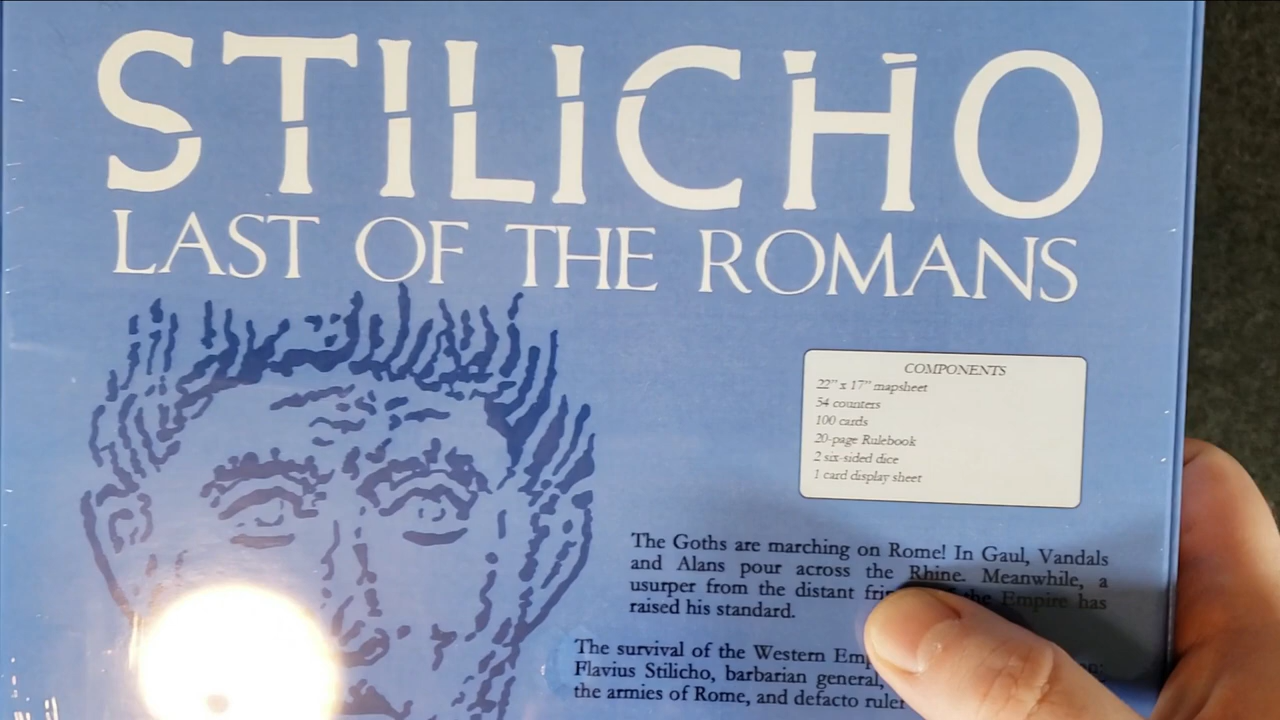 STILICHO
LAST OF THE ROMANS
COMPONENTS
22" x 17" mapsheet
54 counters
100 cards
20-page Rulebook
2 six-sided dice
1 card display sheet
The Goths are marching on Rome! In Gaul, Vandals
and Alans pour across the Rhine. Meanwhile, a
usurper from the distant the Empire has
raised his standard.
The survival of the Western
Flavius Stilicho, barbarian general,
the armies of Rome, and defacto ruler